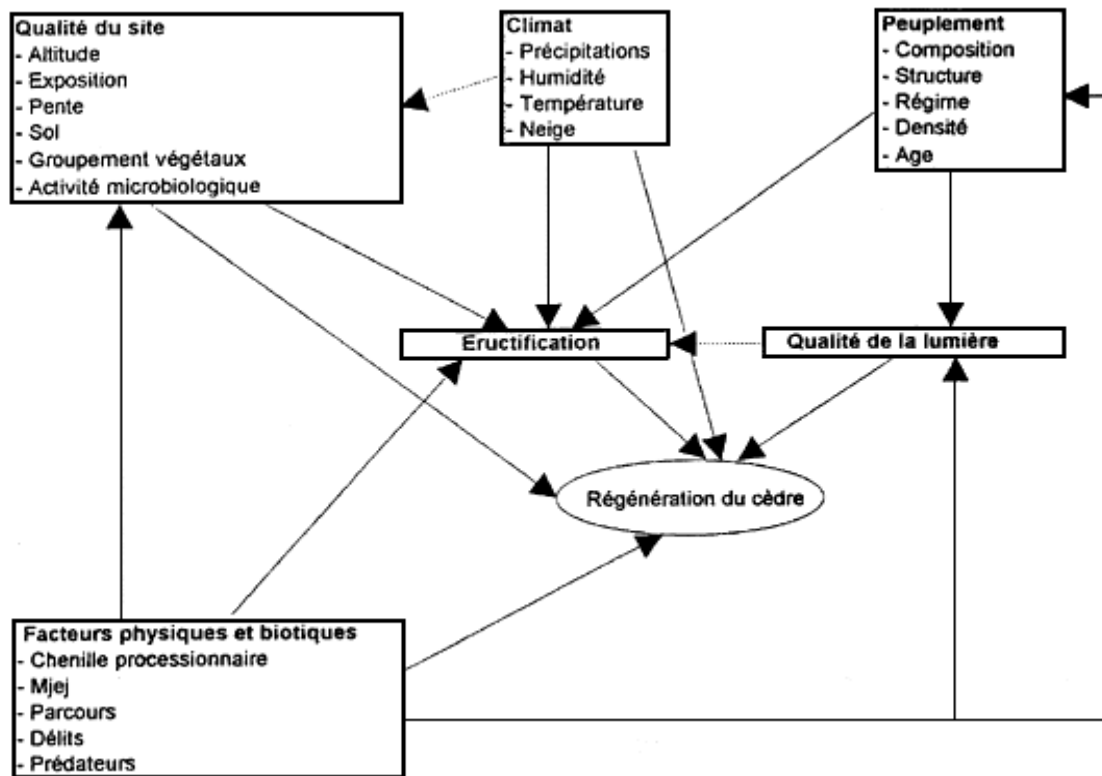 Qualité du site
- Altitude
- Exposition
- Pente
- Sol
- Groupement végétaux
- Activité microbiologique
Climat
- Précipitations
- Humidité
- Température
- Neige
Peuplement
- Composition
- Structure
- Régime
- Densité
- Age
Eructification
Qualité de la lumière
Régénération du cèdre
Facteurs physiques et biotiques
- Chenille processionnaire
- Mjej
- Parcours
- Délits
- Prédateurs